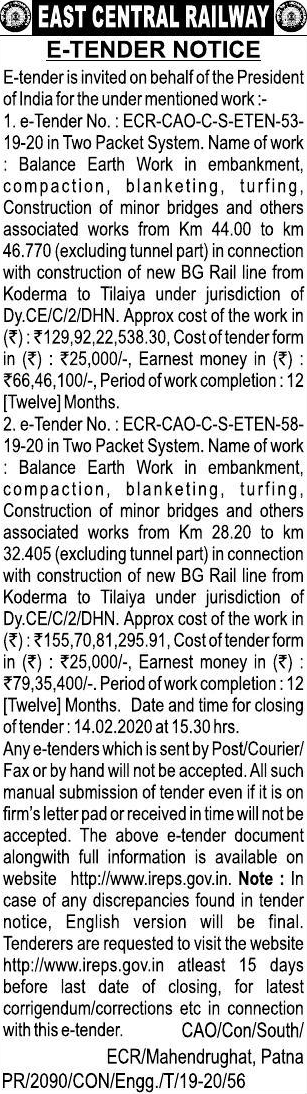 EAST CENTRAL RAILWAY
E-TENDER NOTICE
E-tender is invited on behalf of the President
of India for the under mentioned work :-
1. e-Tender No. : ECR-CAO-C-S-ETEN-53-
19-20 in Two Packet System. Name of work
: Balance Earth Work in embankment,
compaction, blanketing, turfing,
Construction of minor bridges and others
associated works from Km 44.00 to km
46.770 (excluding tunnel part) in connection
with construction of new BG Rail line from
Koderma to Tilaiya under jurisdiction of
Dy.CE/C/2/DHN. Approx cost of the work in
(₹) : ₹129,92,22,538.30, Cost of tender form
in (₹) : ₹25,000/-, Earnest money in (₹) :
₹66,46,100/-, Period of work completion : 12
[Twelve] Months.
2. e-Tender No. : ECR-CAO-C-S-ETEN-58-
19-20 in Two Packet System. Name of work
: Balance Earth Work in embankment,
compaction, blanketing, turfing,
Construction of minor bridges and others
associated works from Km 28.20 to km
32.405 (excluding tunnel part) in connection
with construction of new BG Rail line from
Koderma to Tilaiya under jurisdiction of
Dy.CE/C/2/DHN. Approx cost of the work in
(₹) : ₹155,70,81,295.91, Cost of tender form
in (₹) : ₹25,000/-, Earnest money in (₹) :
₹79,35,400/-. Period of work completion : 12
[Twelve] Months. Date and time for closing
of tender : 14.02.2020 at 15.30 hrs.
Any e-tenders which is sent by Post/Courier/
Fax or by hand will not be accepted. All such
manual submission of tender even if it is on
firm's letter pad or received in time will not be
accepted. The above e-tender document
alongwith full information is available on
website http://www.ireps.gov.in. Note : In
case of any discrepancies found in tender
notice, English version will be final.
Tenderers are requested to visit the website
http://www.ireps.gov.in atleast 15 days
before last date of closing, for latest
corrigendum/corrections etc in connection
with this e-tender. CAO/Con/South/
ECR/Mahendrughat, Patna
PR/2090/CON/Engg./T/19-20/56